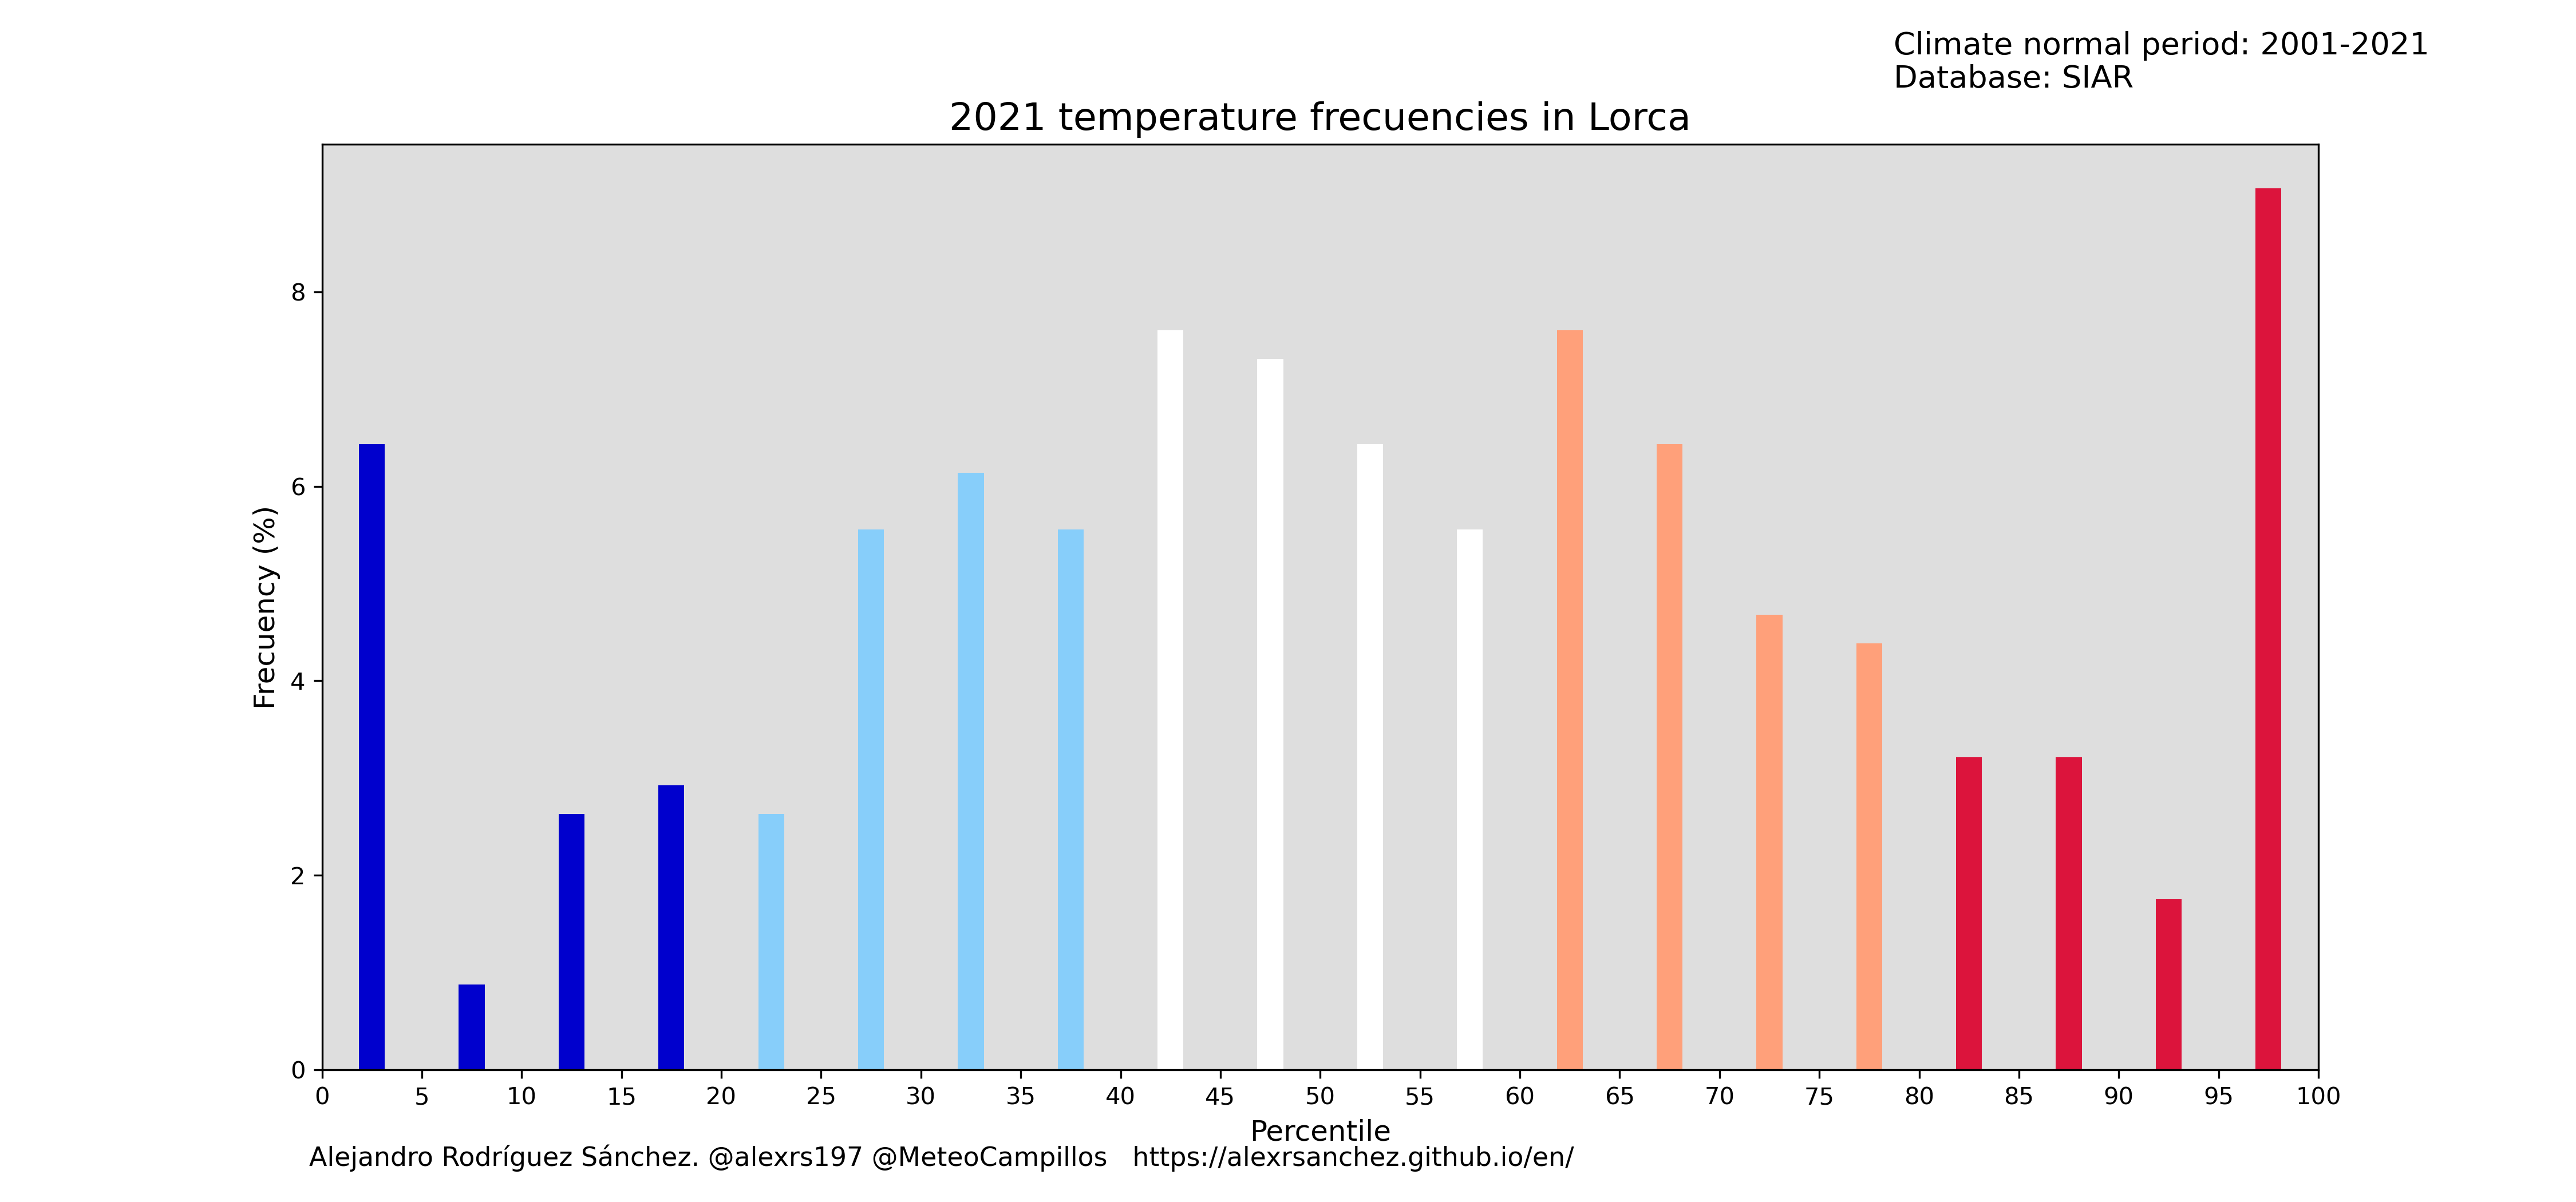 Climate normal period: 2001-2021
Database: SIAR
2021 temperature frecuencies in Lorca
Frecuency (%)
8
6
4
2
0
0 5 10 15 20 25 30 35 40 45 50 55 60 65 70 75 80 85 90 95 100
Percentile
Alejandro Rodríguez Sánchez. @alexrs197 @MeteoCampillos https://alexrsanchez.github.io/en/